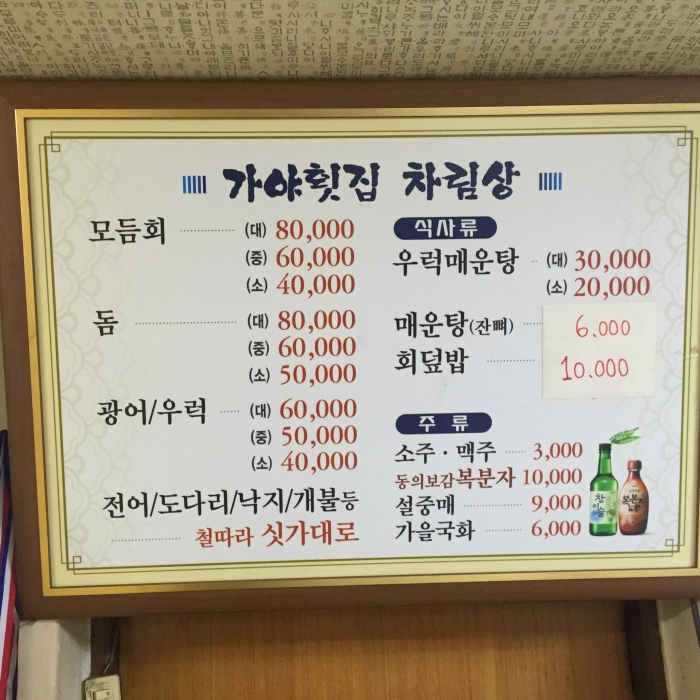 가야횟집 차림상
모듬회 (대) 80,000
(중) 60,000
(소) 40,000
돔 (대) 80,000
(중) 60,000
(소) 50,000
광어/우럭 (대) 60,000
(중) 50,000
(소) 40,000
전어/도다리/낙지/개불등
철따라 싯가대로
식사류
우럭매운탕 (대) 30,000
(소) 20,000
매운탕(잔뼈) 6.000
회덮밥 10.000
주류
소주·맥주 3,000
동의보감복분자 10,000
설중매 9,000
가을국화 6,000
참이슬